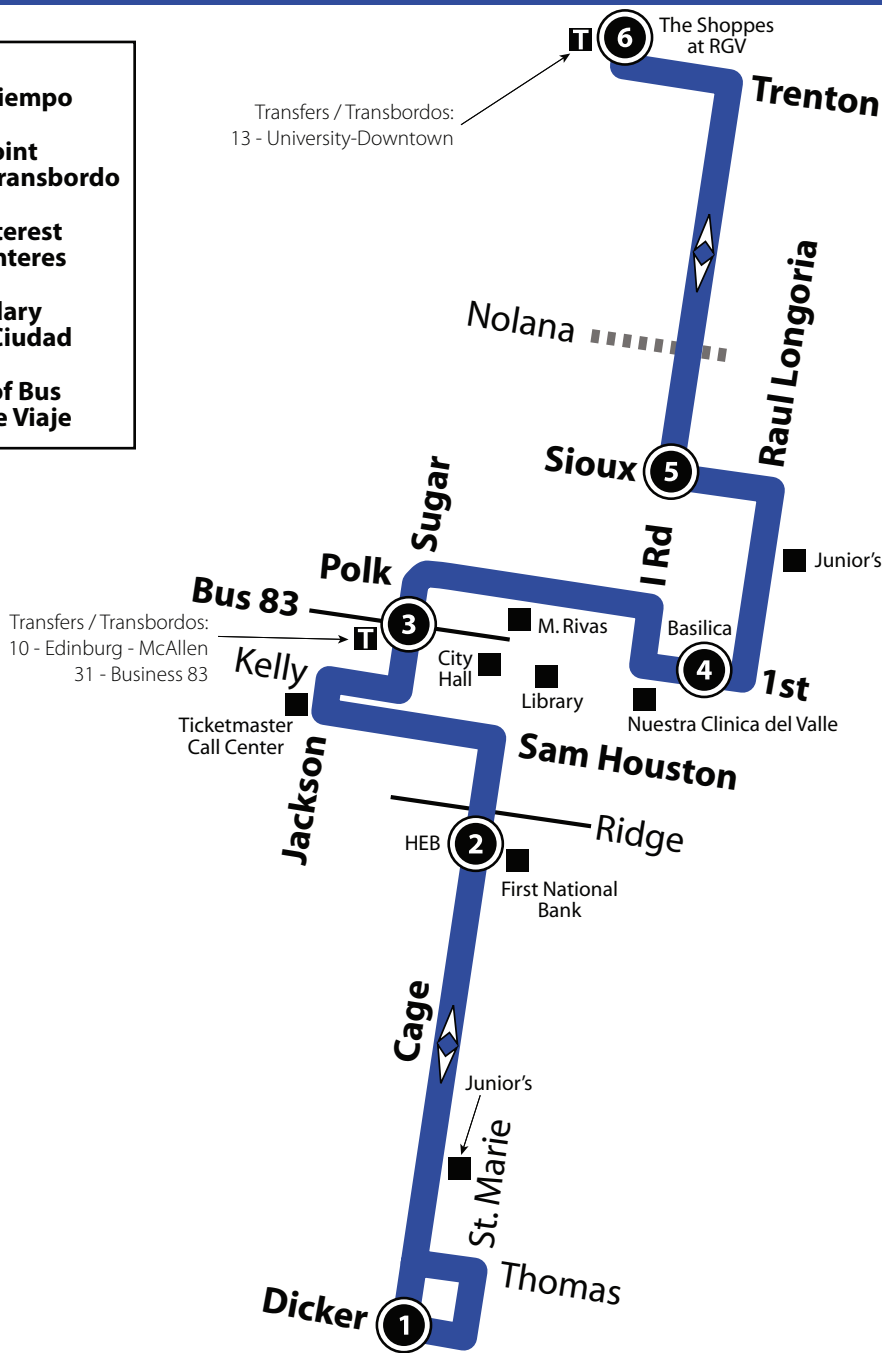 iempo
oint
ransbordo
terest
nteres
lary
Ciudad
of Bus
e Viaje
T
6
The Shoppes
at RGV
Trenton
Transfers / Transbordos:
13 - University-Downtown
Nolana
Raul Longoria
Sioux
5
Sugar
I Rd
Junior's
Polk
Bus 83
3
T
Transfers / Transbordos:
10 - Edinburg - McAllen
31 - Business 83
M. Rivas
Basilica
4
Kelly
City
Hall
Library
1st
Nuestra Clinica del Valle
Ticketmaster
Call Center
Jackson
Sam Houston
Ridge
HEB
2
First National
Bank
Cage
Junior's
St. Marie
Thomas
Dicker
1